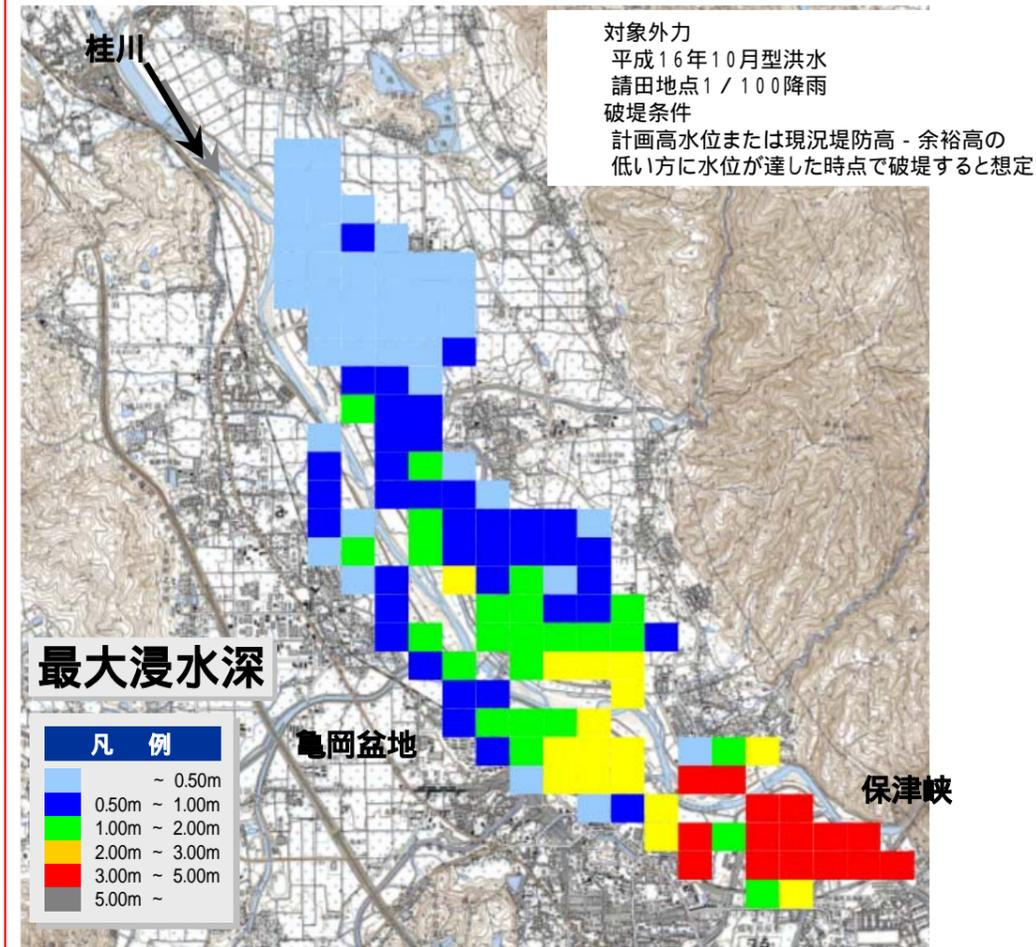 桂川
対象外力
平成16年10月型洪水
請田地点1/100降雨
破堤条件
計画高水位または現況堤防高-余裕高の
低い方に水位が達した時点で破堤すると想定
最大浸水深
亀岡盆地
保津峡
凡 例
~ 0.50m
0.50m ~ 1.00m
1.00m ~ 2.00m
2.00m ~ 3.00m
3.00m ~ 5.00m
5.00m ~